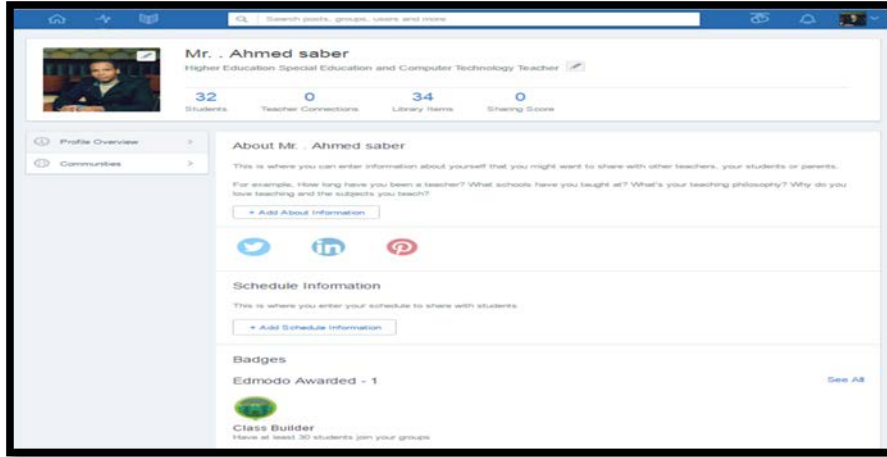 Search posts, groups, users and more
Mr. . Ahmed saber
Higher Education Special Education and Computer Technology Teacher
32
Students
0
Teacher Connections
34
Library Items
0
Sharing Score
Profile Overview
Communities
About Mr. . Ahmed saber
This is where you can enter information about yourself that you might want to share with other teachers, your students or parents.
For example, How long have you been a teacher? What schools have you taught at? What's your teaching philosophy? Why do you
love teaching and the subjects you teach?
+ Add About Information
in
Schedule Information
This is where you enter your schedule to share with students
+ Add Schedule Information
Badges
Edmodo Awarded - 1
See All
Class Builder
Have at least 30 students join your groups